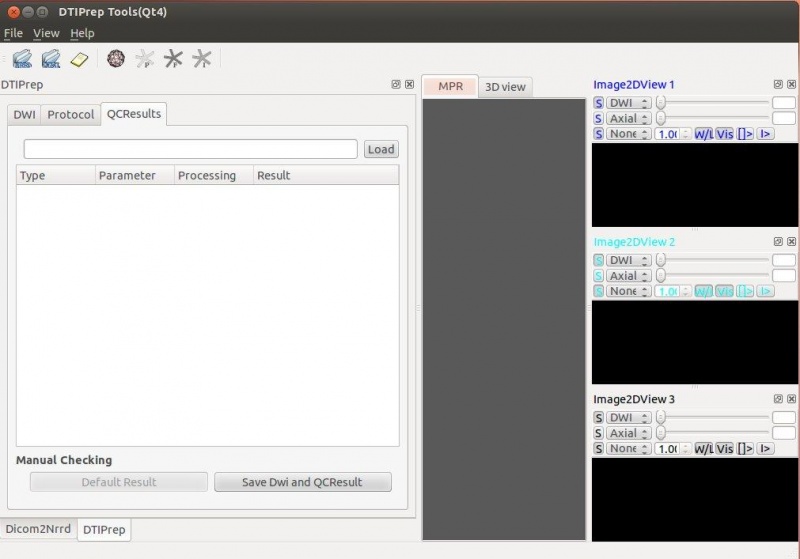 DTIPrep Tools(Qt4)
File View Help
DTIPrep
DWI Protocol QCResults
Load
Type Parameter Processing Result
Manual Checking
Default Result Save Dwi and QCResult
Dicom2Nrrd DTIPrep
MPR 3D view
Image2DView 1
S DWI
S Axial
S None 1.00 W/L Vis []> I>
Image2DView 2
S DWI
S Axial
S None 1.00 W/L Vis []> I>
Image2DView 3
S DWI
S Axial
S None 1.00 W/L Vis []> I>